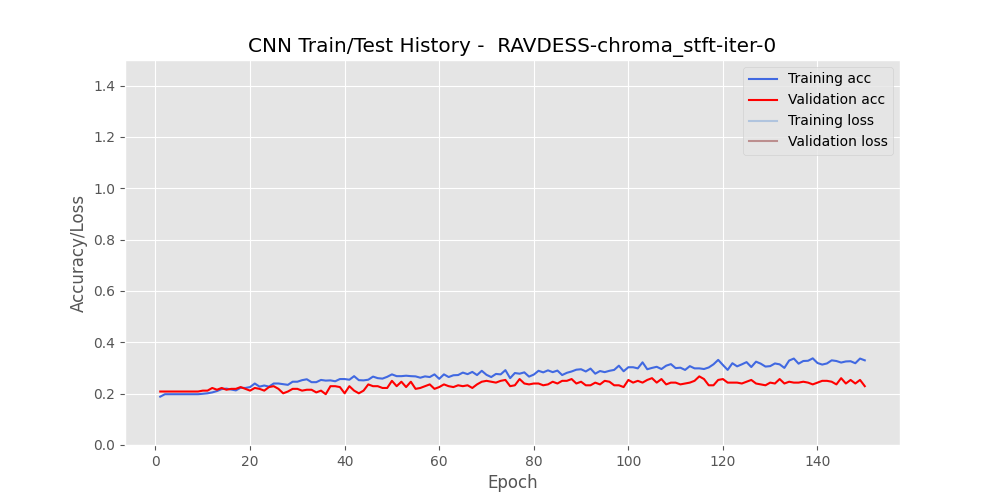 CNN Train/Test History -  RAVDESS-chroma_stft-iter-0
Training acc
Validation acc
Training loss
Validation loss
Accuracy/Loss
1.4
1.2
1.0
0.8
0.6
0.4
0.2
0.0
0 20 40 60 80 100 120 140
Epoch